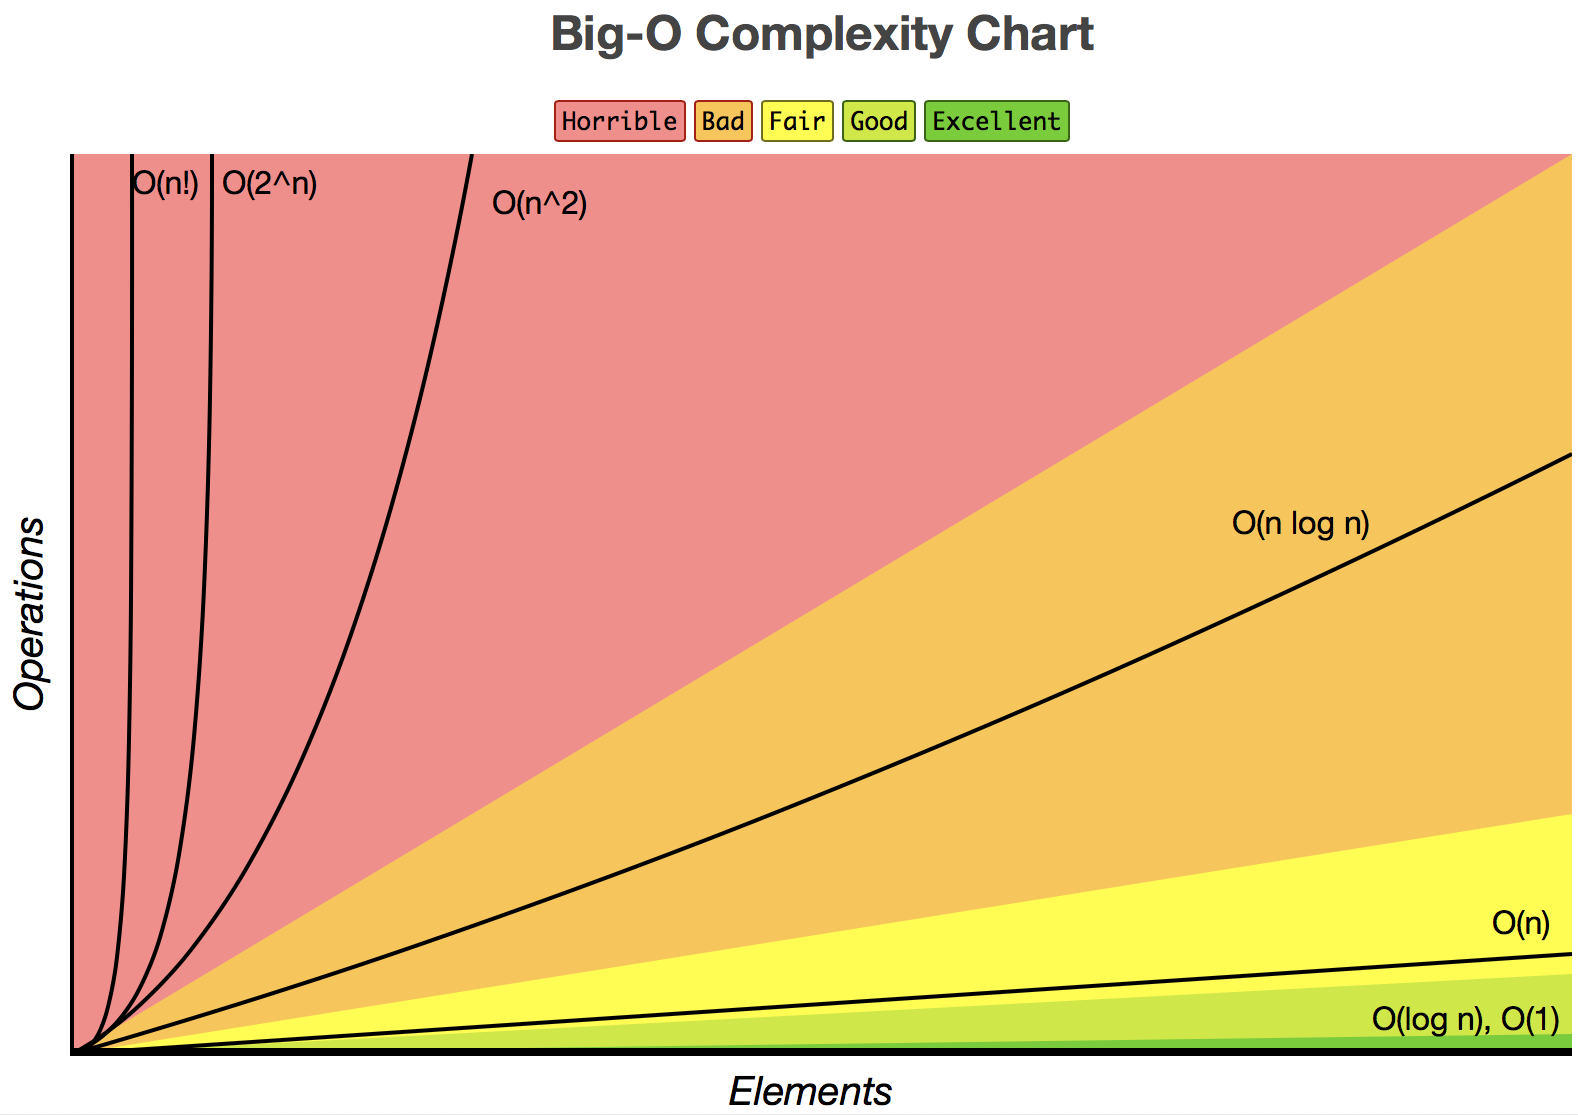 Big-O Complexity Chart
Horrible Bad Fair Good Excellent
O(n!) O(2^n)
O(n^2)
O(n log n)
Operations
O(n)
O(log n), O(1)
Elements